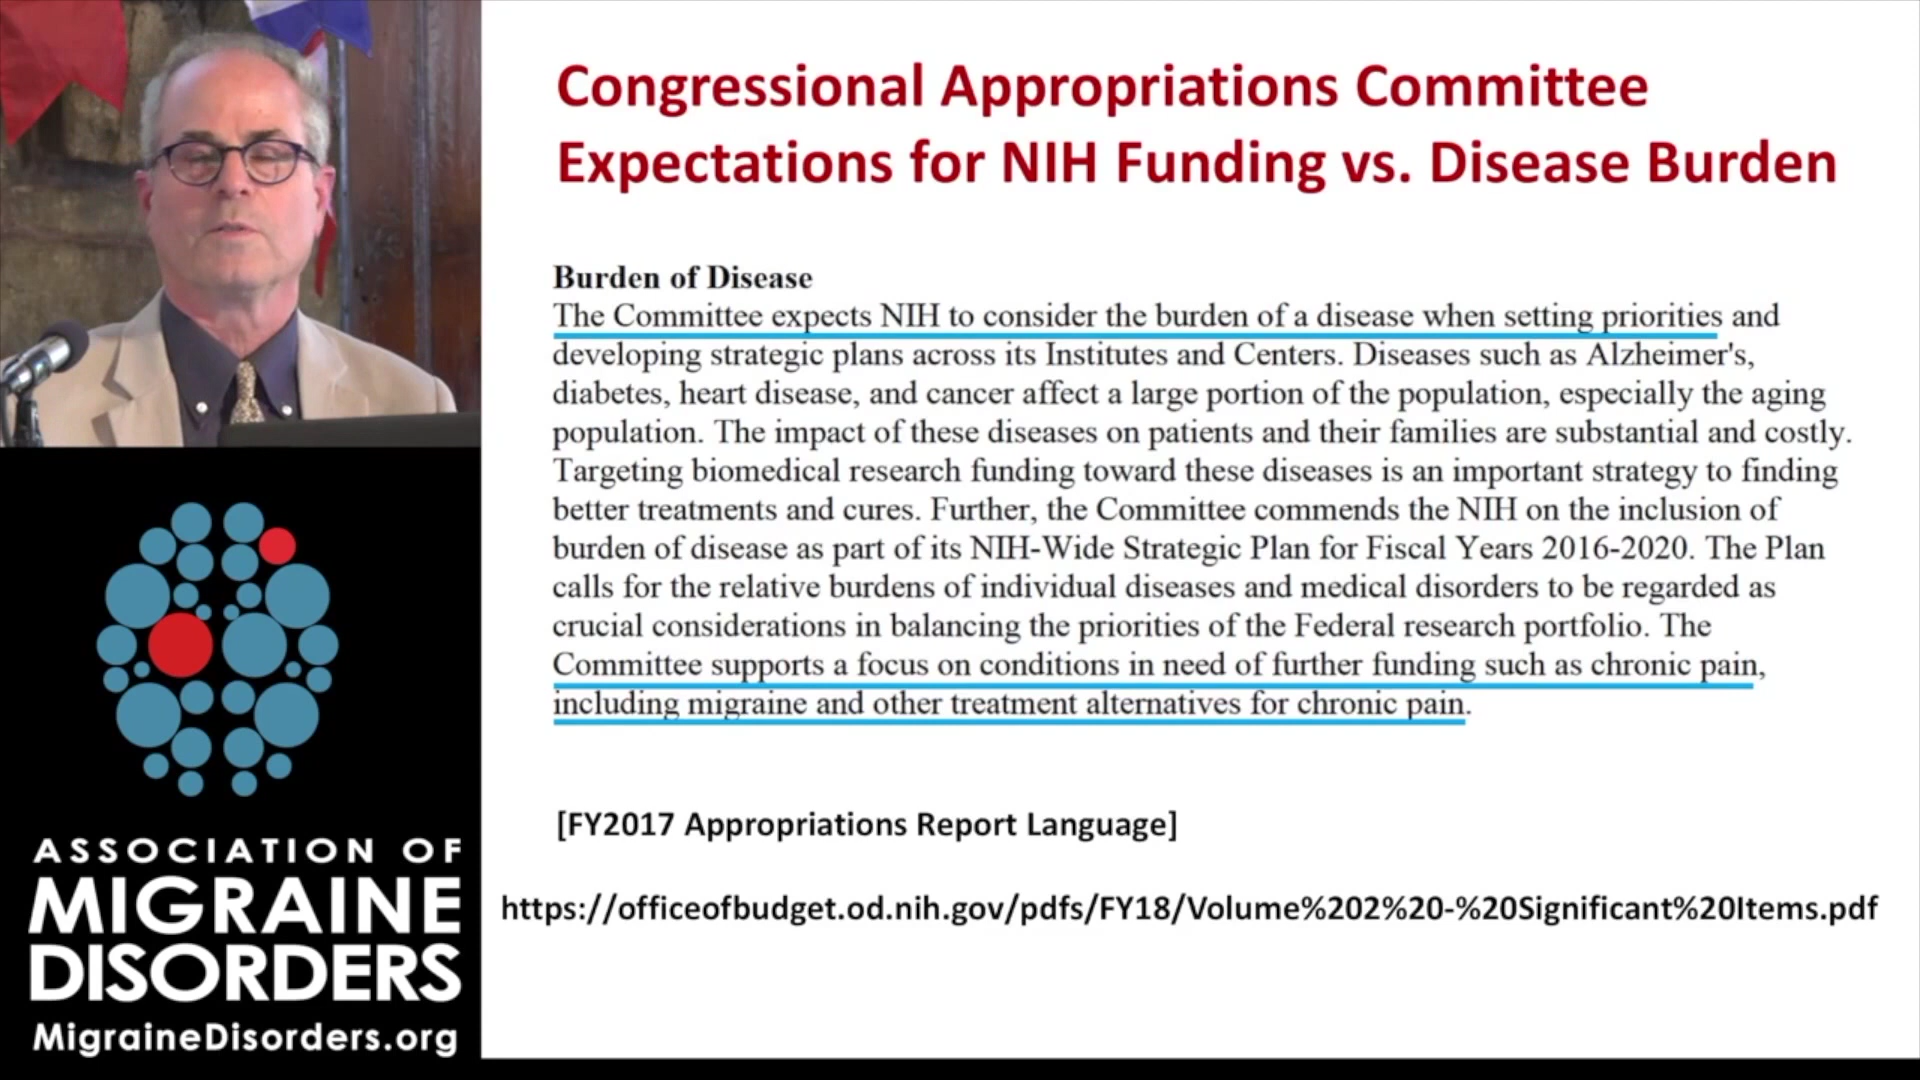 Congressional Appropriations Committee
Expectations for NIH Funding vs. Disease Burden
Burden of Disease
The Committee expects NIH to consider the burden of a disease when setting priorities and
developing strategic plans across its Institutes and Centers. Diseases such as Alzheimer's,
diabetes, heart disease, and cancer affect a large portion of the population, especially the aging
population. The impact of these diseases on patients and their families are substantial and costly.
Targeting biomedical research funding toward these diseases is an important strategy to finding
better treatments and cures. Further, the Committee commends the NIH on the inclusion of
burden of disease as part of its NIH-Wide Strategic Plan for Fiscal Years 2016-2020. The Plan
calls for the relative burdens of individual diseases and medical disorders to be regarded as
crucial considerations in balancing the priorities of the Federal research portfolio. The
Committee supports a focus on conditions in need of further funding such as chronic pain,
including migraine and other treatment alternatives for chronic pain.
[FY2017 Appropriations Report Language]
https://officeofbudget.od.nih.gov/pdfs/FY18/Volume%202%20-%20Significant%20Items.pdf
ASSOCIATION OF
MIGRAINE
DISORDERS
MigraineDisorders.org